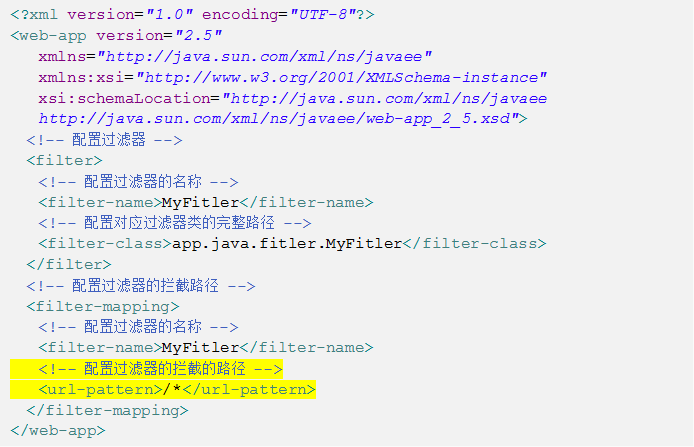 <?xml version="1.0" encoding="UTF-8"?>
<web-app version="2.5"
xmlns="http://java.sun.com/xml/ns/javaee"
xmlns:xsi="http://www.w3.org/2001/XMLSchema-instance"
xsi:schemaLocation="http://java.sun.com/xml/ns/javaee
http://java.sun.com/xml/ns/javaee/web-app_2_5.xsd">
<!-- 配置过滤器 -->
<filter>
<!-- 配置过滤器的名称 -->
<filter-name>MyFitler</filter-name>
<!-- 配置对应过滤器类的完整路径 -->
<filter-class>app.java.fitler.MyFitler</filter-class>
</filter>
<!-- 配置过滤器的拦截路径 -->
<filter-mapping>
<!-- 配置过滤器的名称 -->
<filter-name>MyFitler</filter-name>
<!-- 配置过滤器的拦截的路径 -->
<url-pattern>/*</url-pattern>
</filter-mapping>
</web-app>